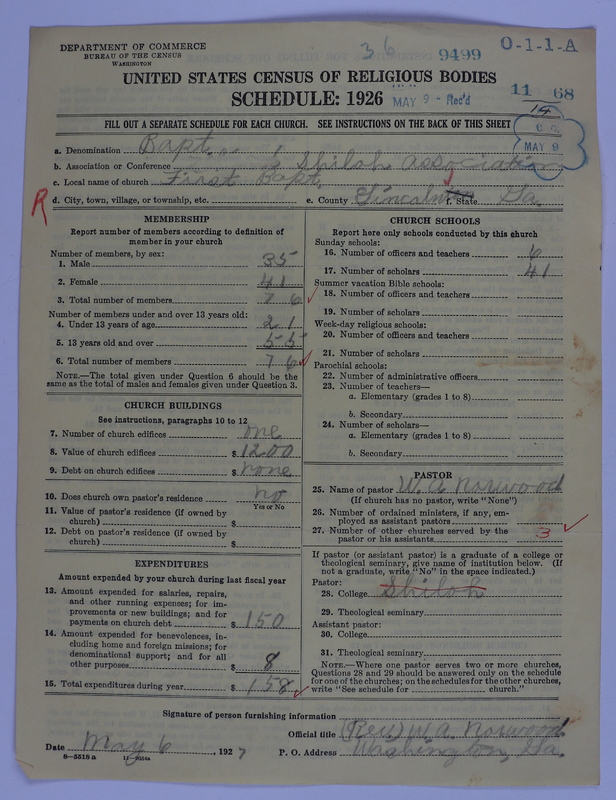 DEPARTMENT OF COMMERCE
BUREAU OF THE CENSUS
WASHINGTON
36 9499 O-1-1-A
UNITED STATES CENSUS OF RELIGIOUS BODIES
SCHEDULE: 1926 MAY 9 - Rec'd 11 68
14
FILL OUT A SEPARATE SCHEDULE FOR EACH CHURCH. SEE INSTRUCTIONS ON THE BACK OF THIS SHEET
MAY 9
a. Denomination Bapt.
b. Association or Conference Shiloh Association
c. Local name of church First Bapt.
R d. City, town, village, or township, etc. e. County Lincoln f. State Ga.
MEMBERSHIP
Report number of members according to definition of
member in your church
Number of members, by sex:
1. Male 35
2. Female 41
3. Total number of members 76
Number of members under and over 13 years old:
4. Under 13 years of age 21
5. 13 years old and over 55
6. Total number of members 76
NOTE.—The total given under Question 6 should be the
same as the total of males and females given under Question 3.
CHURCH BUILDINGS
See instructions, paragraphs 10 to 12
7. Number of church edifices one
8. Value of church edifices $1200
9. Debt on church edifices $none
10. Does church own pastor's residence no
Yes or No
11. Value of pastor's residence (if owned by
church) $
12. Debt on pastor's residence (if owned by
church) $
EXPENDITURES
Amount expended by your church during last fiscal year
13. Amount expended for salaries, repairs,
and other running expenses; for im-
provements or new buildings; and for
payments on church debt $150
14. Amount expended for benevolences, in-
cluding home and foreign missions; for
denominational support; and for all
other purposes $8
15. Total expenditures during year $158
CHURCH SCHOOLS
Report here only schools conducted by this church
Sunday schools:
16. Number of officers and teachers 6
17. Number of scholars 41
Summer vacation Bible schools:
18. Number of officers and teachers
19. Number of scholars
Week-day religious schools:
20. Number of officers and teachers
21. Number of scholars
Parochial schools:
22. Number of administrative officers
23. Number of teachers—
a. Elementary (grades 1 to 8)
b. Secondary
24. Number of scholars—
a. Elementary (grades 1 to 8)
b. Secondary
PASTOR
25. Name of pastor W. A. Norwood
(If church has no pastor, write "None")
26. Number of ordained ministers, if any, em-
ployed as assistant pastors
27. Number of other churches served by the
pastor or his assistants 3
If pastor (or assistant pastor) is a graduate of a college or
theological seminary, give name of institution below. (If
not a graduate, write "No" in the space indicated.)
Pastor:
28. College Shiloh
29. Theological seminary
Assistant pastor:
30. College
31. Theological seminary
NOTE.—Where one pastor serves two or more churches,
Questions 28 and 29 should be answered only on the schedule
for one of the churches; on the schedules for the other churches,
write "See schedule for church."
Signature of person furnishing information
Official title (Rev.) W. A. Norwood
Date May 6, 1927 P. O. Address Washington, Ga.
8—5518 a